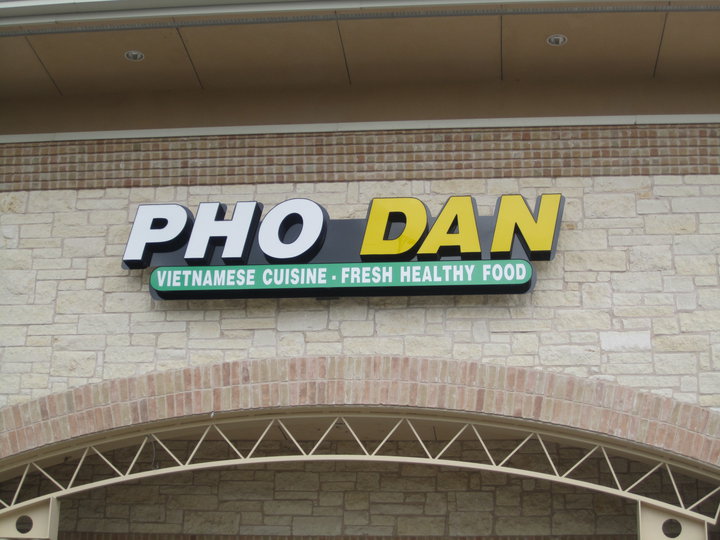 PHO DAN
VIETNAMESE CUISINE - FRESH HEALTHY FOOD